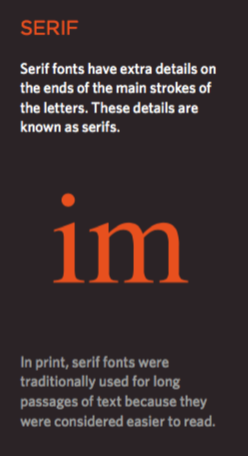 SERIF
Serif fonts have extra details on
the ends of the main strokes of
the letters. These details are
known as serifs.
im
In print, serif fonts were
traditionally used for long
passages of text because they
were considered easier to read.